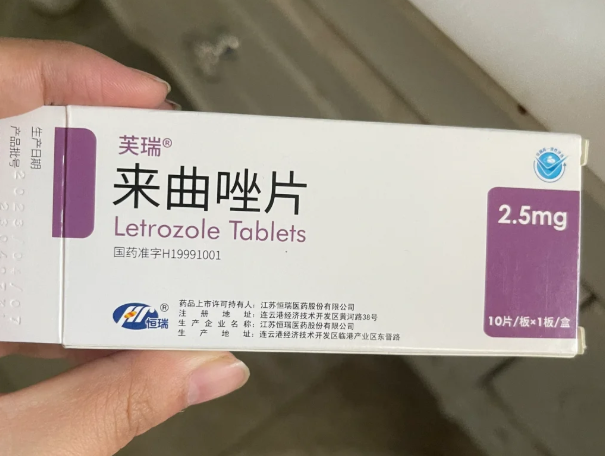 芙瑞®
来曲唑片
Letrozole Tablets
国药准字H19991001
2.5mg
10片/板×1板/盒
恒瑞®
药品上市许可持有人：江苏恒瑞医药股份有限公司
注册地址：连云港经济技术开发区黄河路38号
生产企业名称：江苏恒瑞医药股份有限公司
生产地址：连云港经济技术开发区临港产业区东晋路
生产日期
产品批号